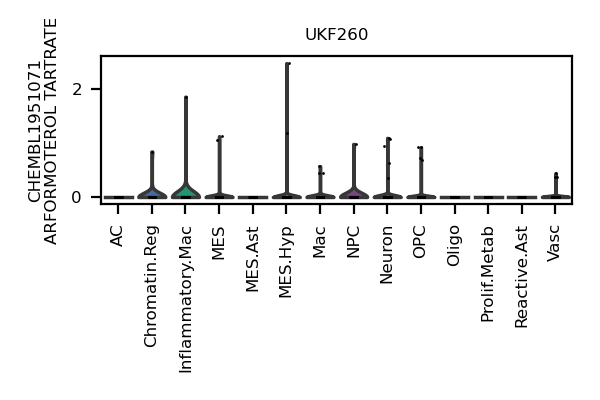 UKF260
CHEMBL1951071
ARFORMOTEROL TARTRATE
2
0
AC
Chromatin.Reg
Inflammatory.Mac
MES
MES.Ast
MES.Hyp
Mac
NPC
Neuron
OPC
Oligo
Prolif.Metab
Reactive.Ast
Vasc